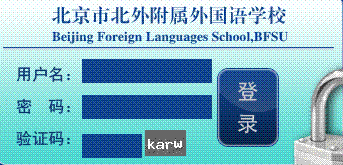 北京市北外附属外国语学校
Beijing Foreign Languages School,BFSU
用户名：
密 码：
验证码：
karw
登录